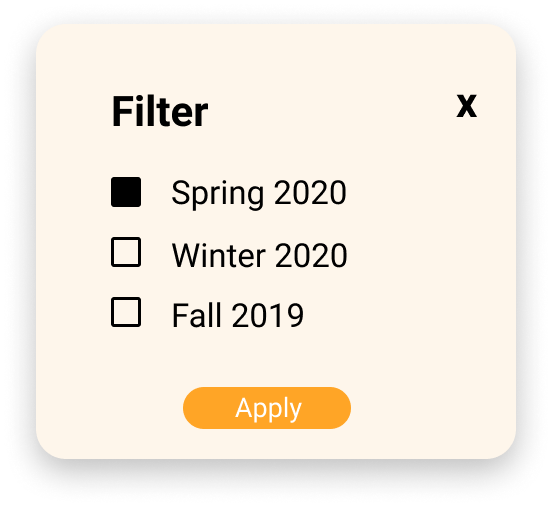 Filter x
Spring 2020
Winter 2020
Fall 2019
Apply